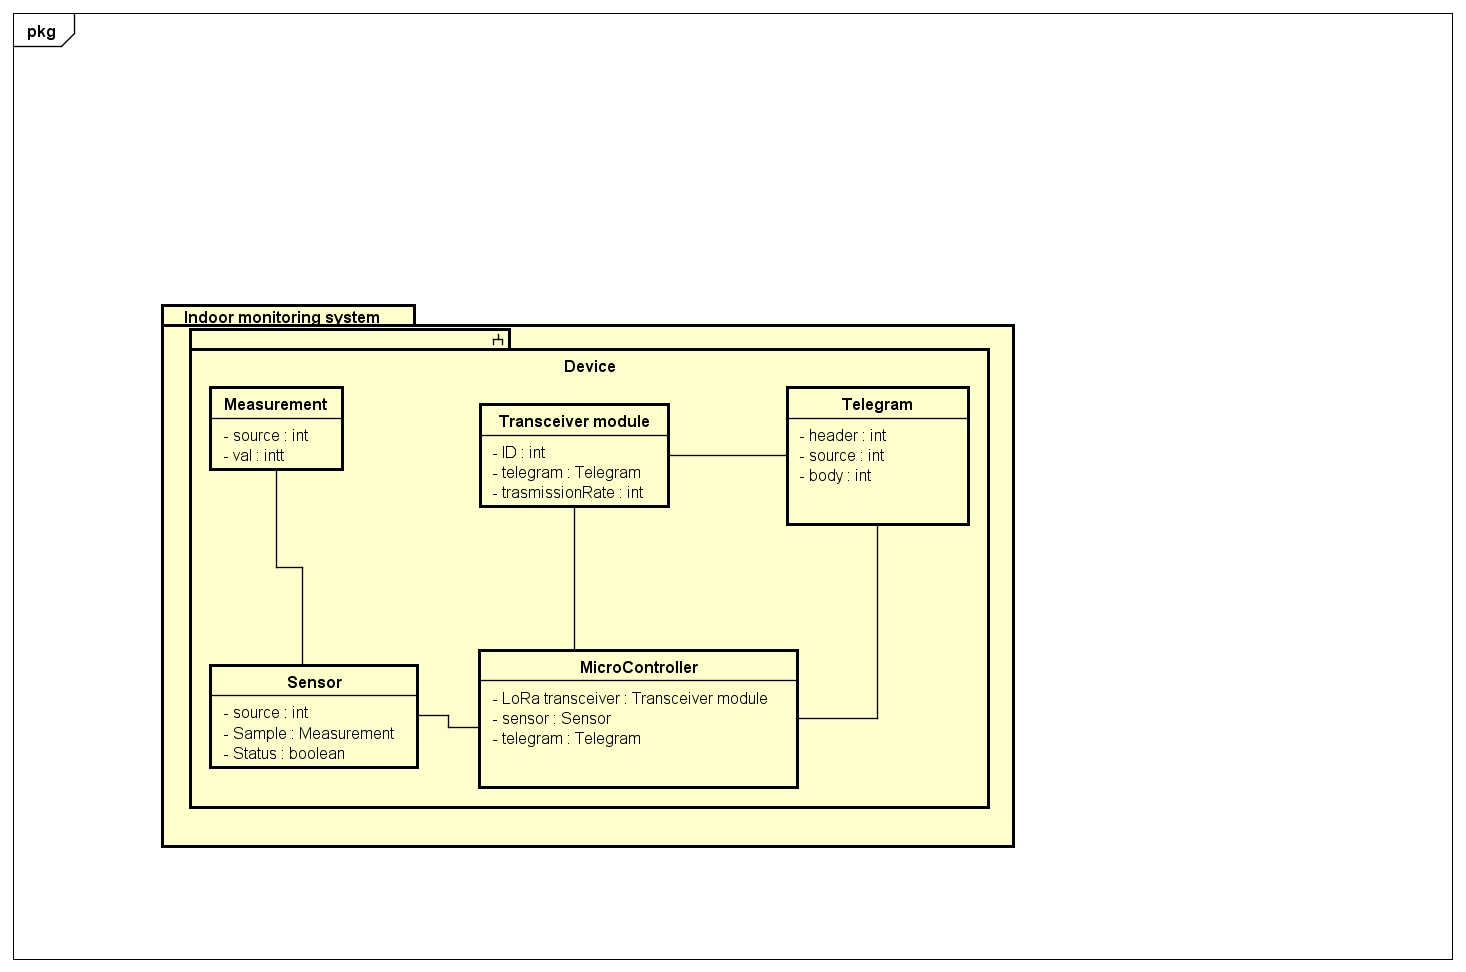 pkg
Indoor monitoring system
Device
Measurement
- source : int
- val : intt
Transceiver module
- ID : int
- telegram : Telegram
- trasmissionRate : int
Telegram
- header : int
- source : int
- body : int
Sensor
- source : int
- Sample : Measurement
- Status : boolean
MicroController
- LoRa transceiver : Transceiver module
- sensor : Sensor
- telegram : Telegram